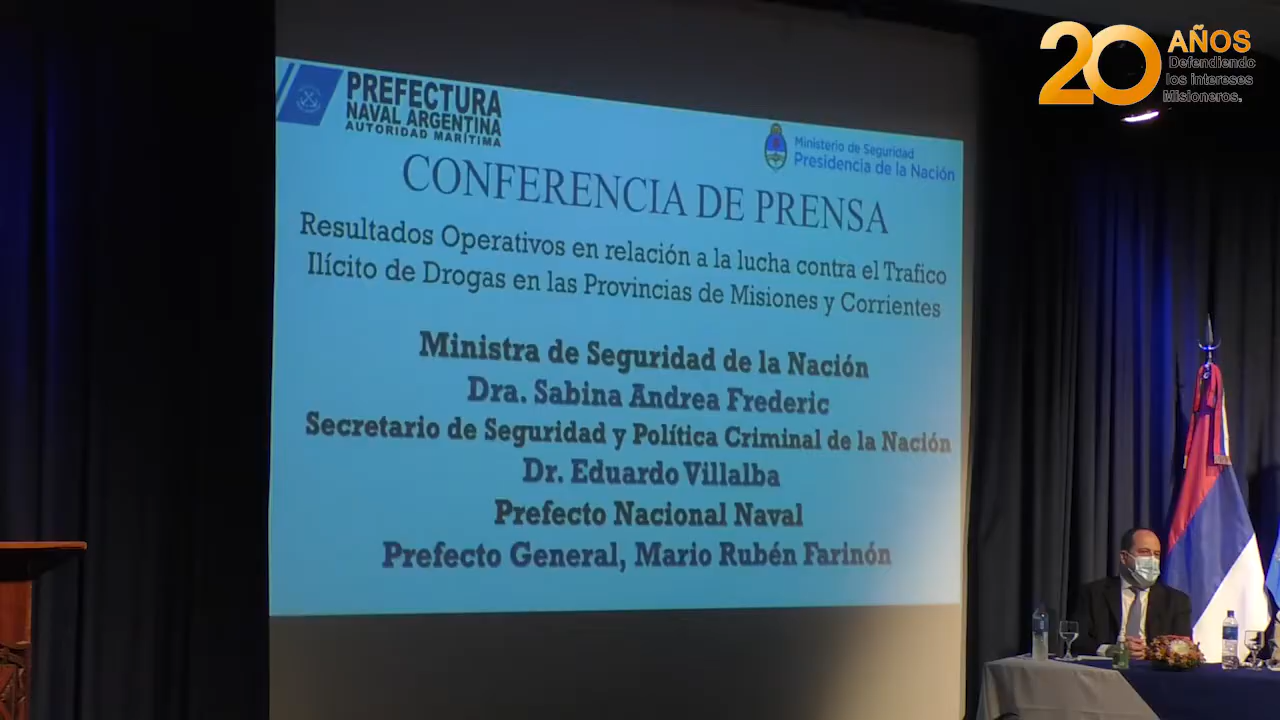 20 AÑOS
Defendiendo
los intereses
Misioneros.
PREFECTURA
NAVAL ARGENTINA
AUTORIDAD MARÍTIMA
Ministerio de Seguridad
Presidencia de la Nación
CONFERENCIA DE PRENSA
Resultados Operativos en relación a la lucha contra el Trafico
Ilícito de Drogas en las Provincias de Misiones y Corrientes
Ministra de Seguridad de la Nación
Dra. Sabina Andrea Frederic
Secretario de Seguridad y Política Criminal de la Nación
Dr. Eduardo Villalba
Prefecto Nacional Naval
Prefecto General, Mario Rubén Farinón